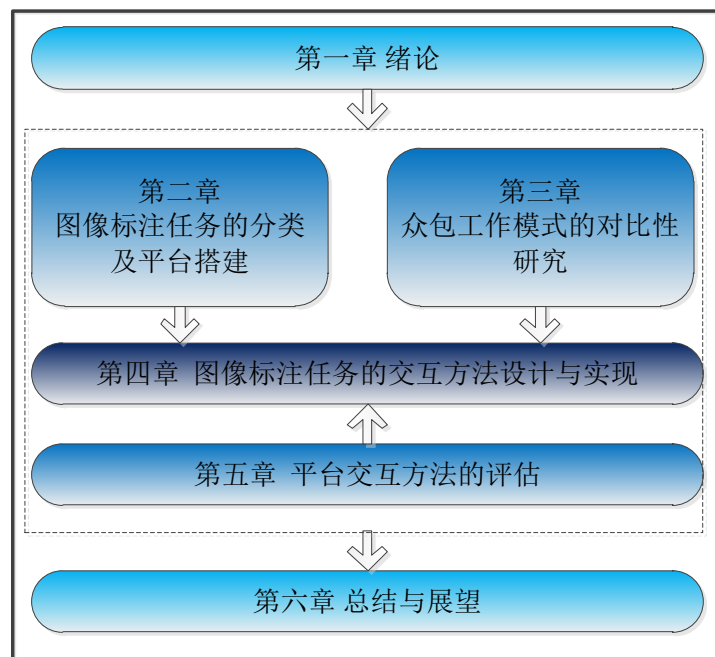 第一章 绪论
第二章
图像标注任务的分类
及平台搭建
第三章
众包工作模式的对比性
研究
第四章 图像标注任务的交互方法设计与实现
第五章 平台交互方法的评估
第六章 总结与展望